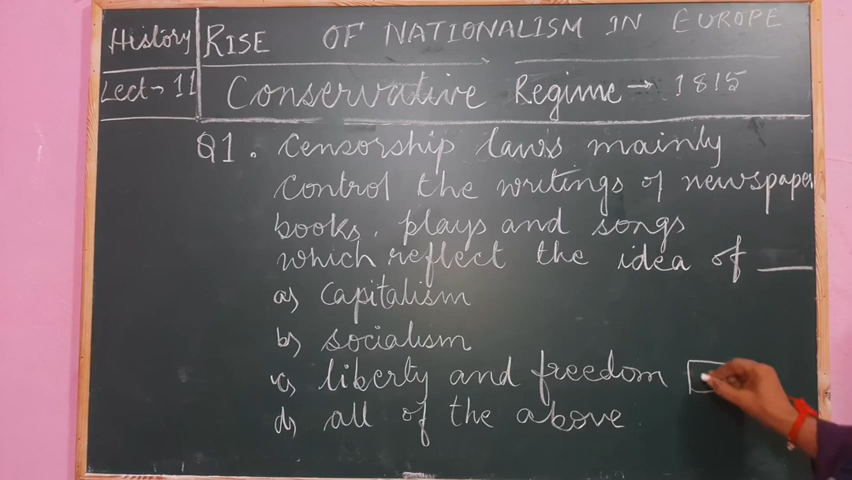 History
RISE OF NATIONALISM IN EUROPE
Lect → 11
Conservative Regime → 1815
Q1. Censorship laws mainly
control the writings of newspaper
books, plays and songs
which reflect the idea of ___
a) Capitalism
b) socialism
c) liberty and freedom
d) all of the above.